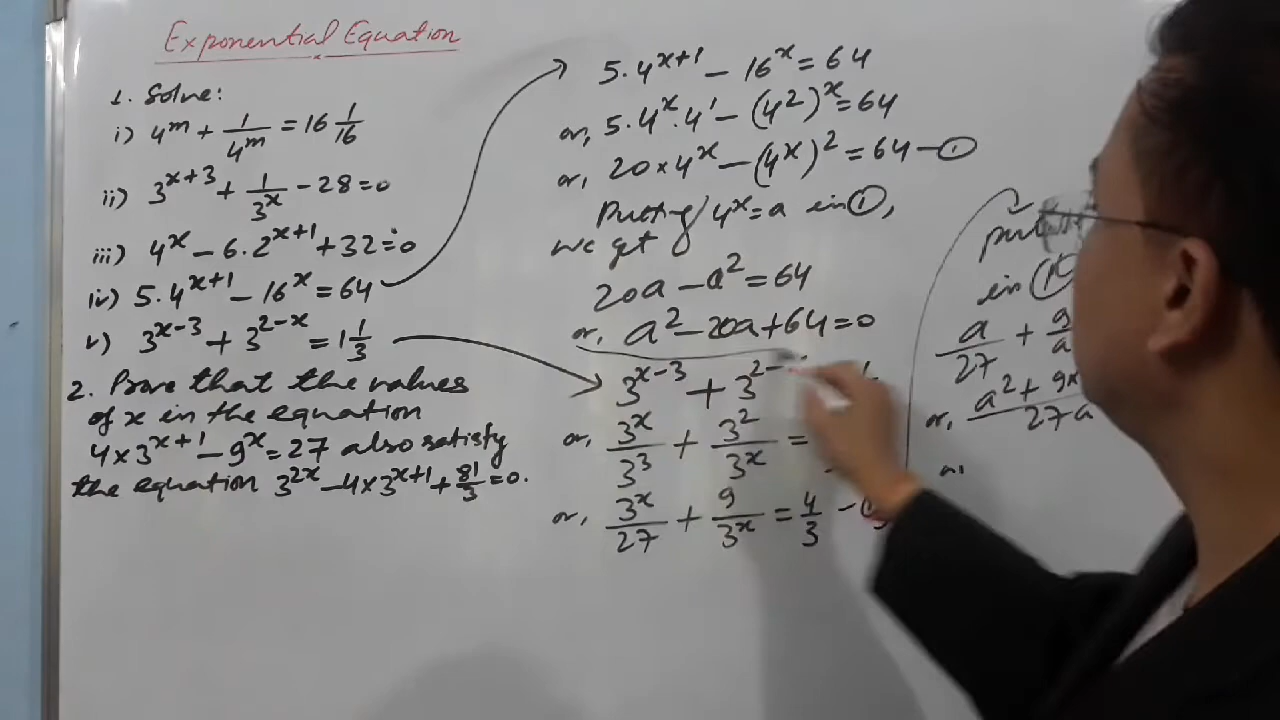 Exponential Equation
1. Solve:
i) 4^m + 1/4^m = 16 1/16
ii) 3^(x+3) + 1/3^x - 28 = 0
iii) 4^x - 6.2^(x+1) + 32 = 0
iv) 5.4^(x+1) - 16^x = 64
v) 3^(x-3) + 3^(2-x) = 1 1/3
2. Prove that the values
of x in the equation
4×3^(x+1) - 9^x = 27 also satisfy
the equation 3^(2x) - 4×3^(x+1) + 81/3 = 0.
5.4^(x+1) - 16^x = 64
or, 5.4^x.4^1 - (4^2)^x = 64
or, 20×4^x - (4^x)^2 = 64 - ①
Putting 4^x = a in ①,
we get
20a - a^2 = 64
or, a^2 - 20a + 64 = 0
3^(x-3) + 3^(2-
or, 3^x/3^3 + 3^2/3^x =
or, 3^x/27 + 9/3^x = 4/3 -
put
in
a/27 + 9/a
or, a^2 + 9×/27a